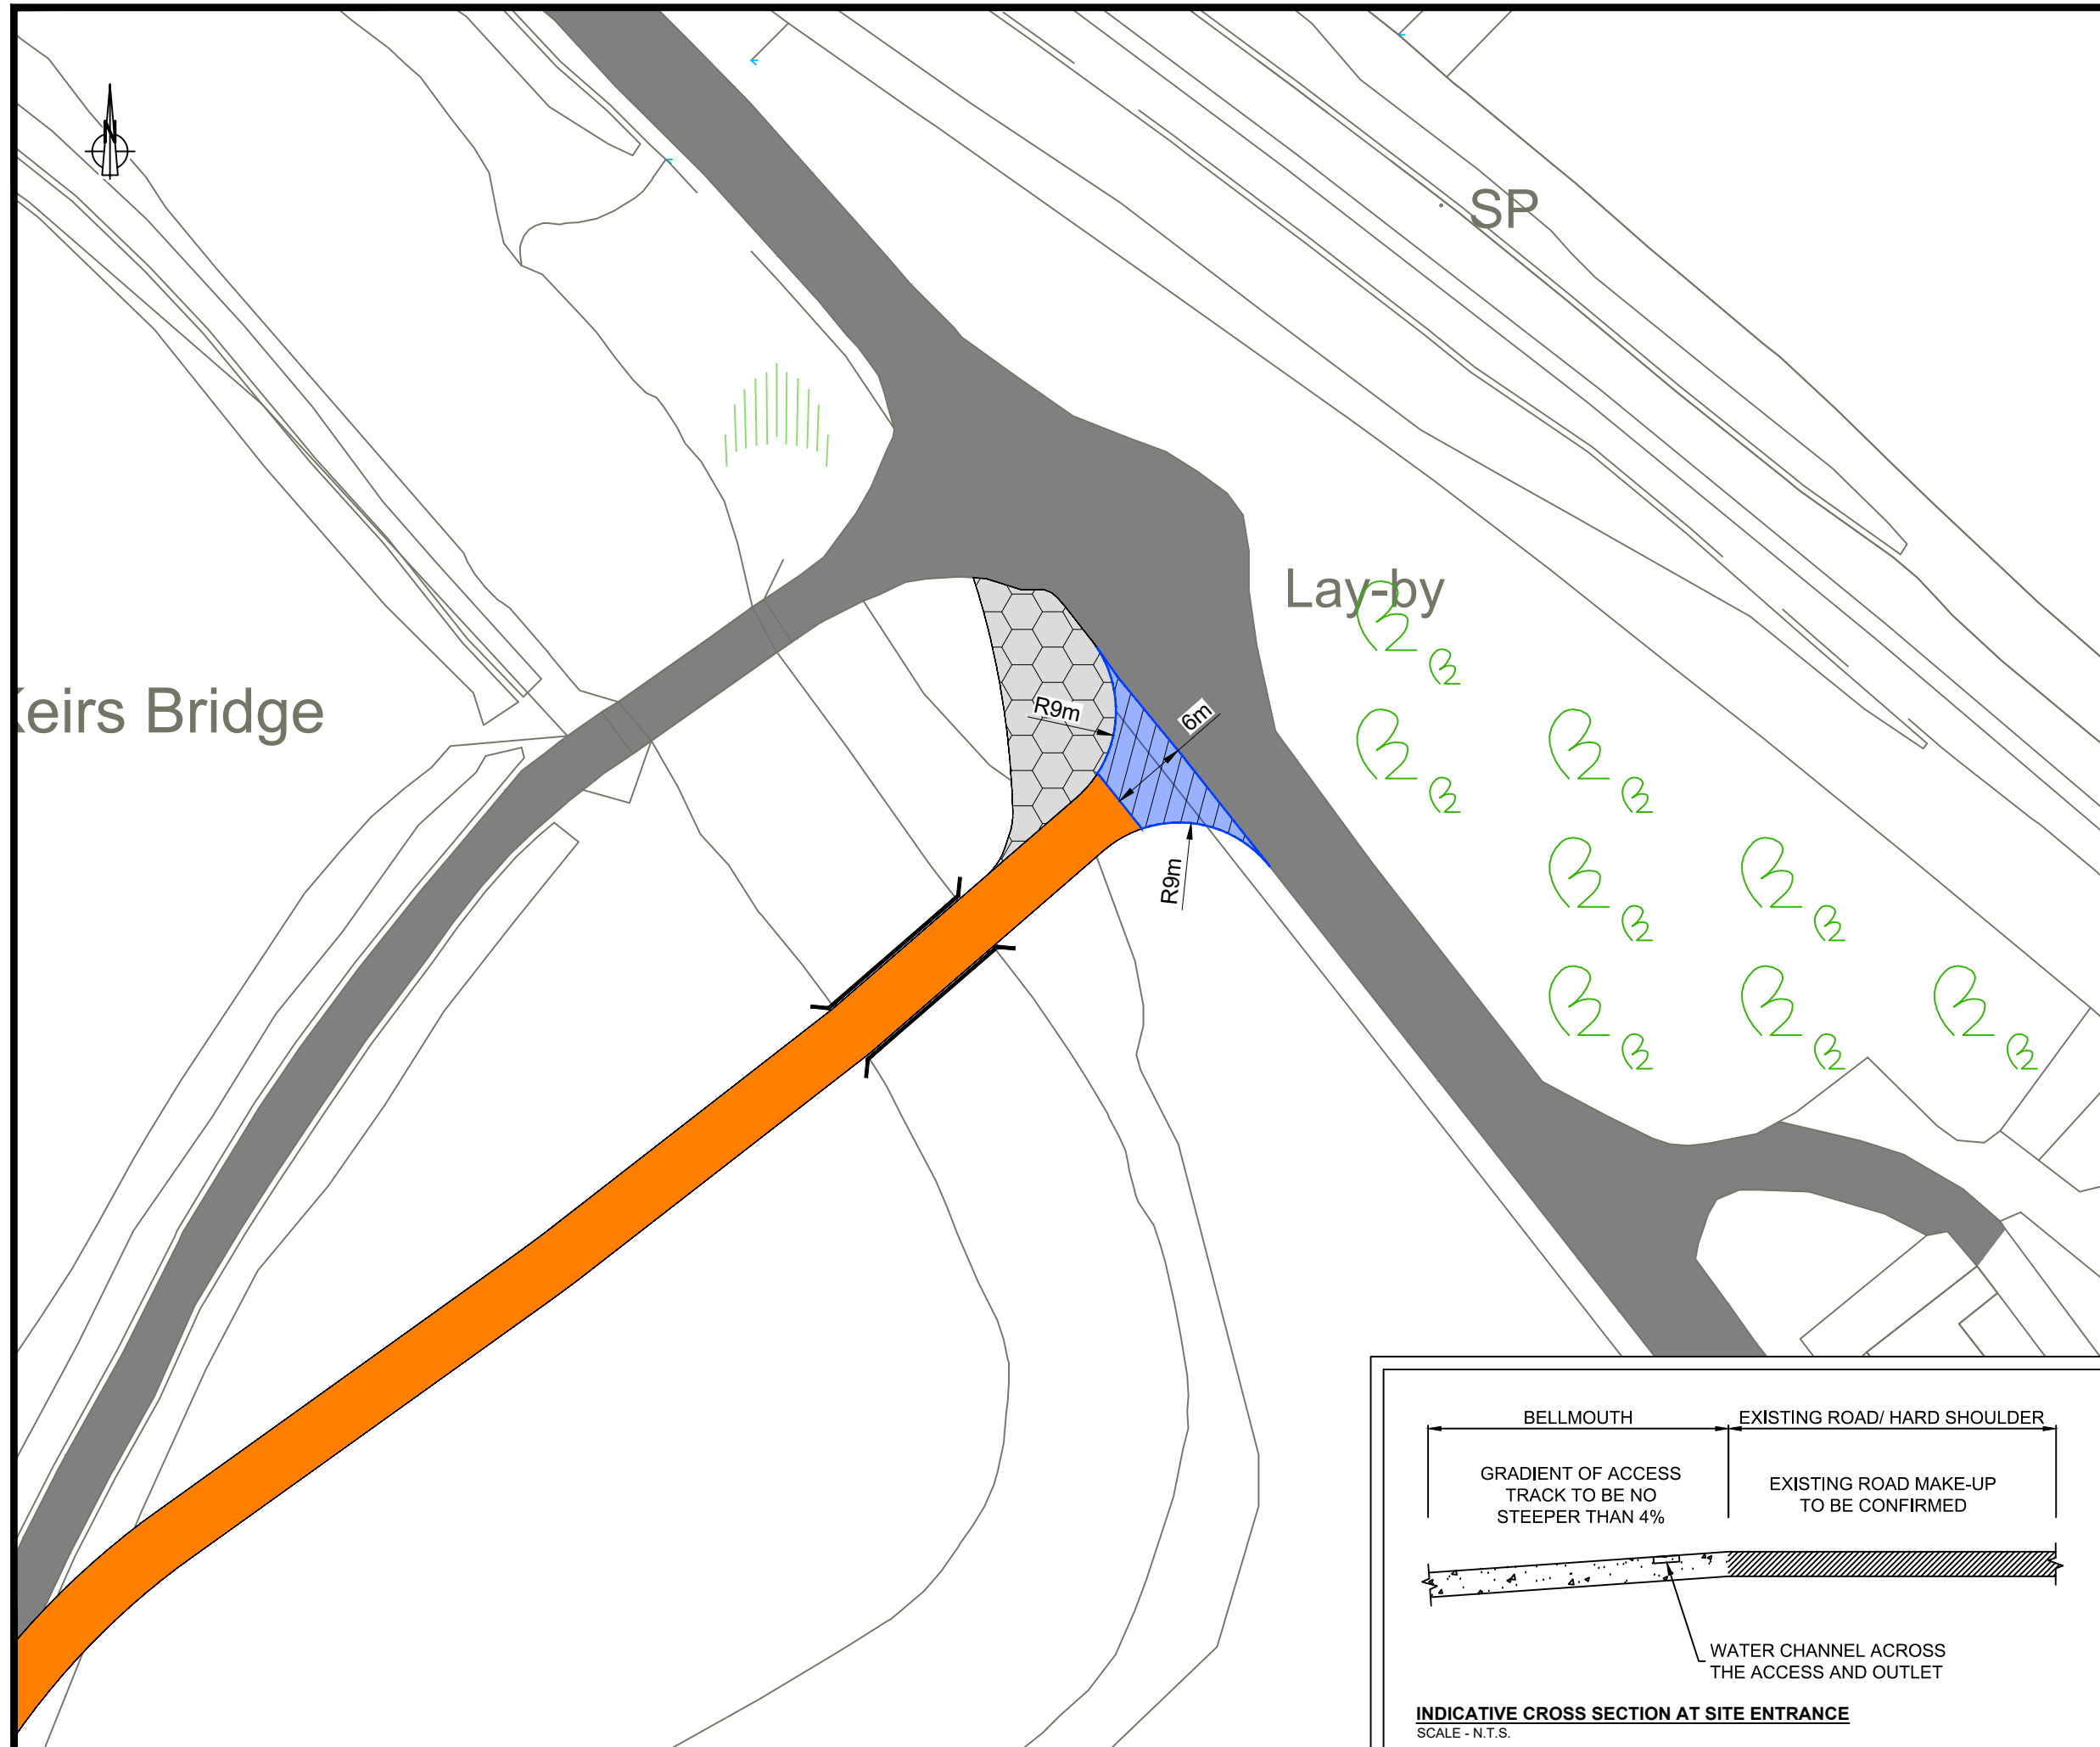 N
SP
Lay-by
Keirs Bridge
R9m
6m
R9m
BELLMOUTH
EXISTING ROAD/ HARD SHOULDER
GRADIENT OF ACCESS
TRACK TO BE NO
STEEPER THAN 4%
EXISTING ROAD MAKE-UP
TO BE CONFIRMED
WATER CHANNEL ACROSS
THE ACCESS AND OUTLET
INDICATIVE CROSS SECTION AT SITE ENTRANCE
SCALE - N.T.S.